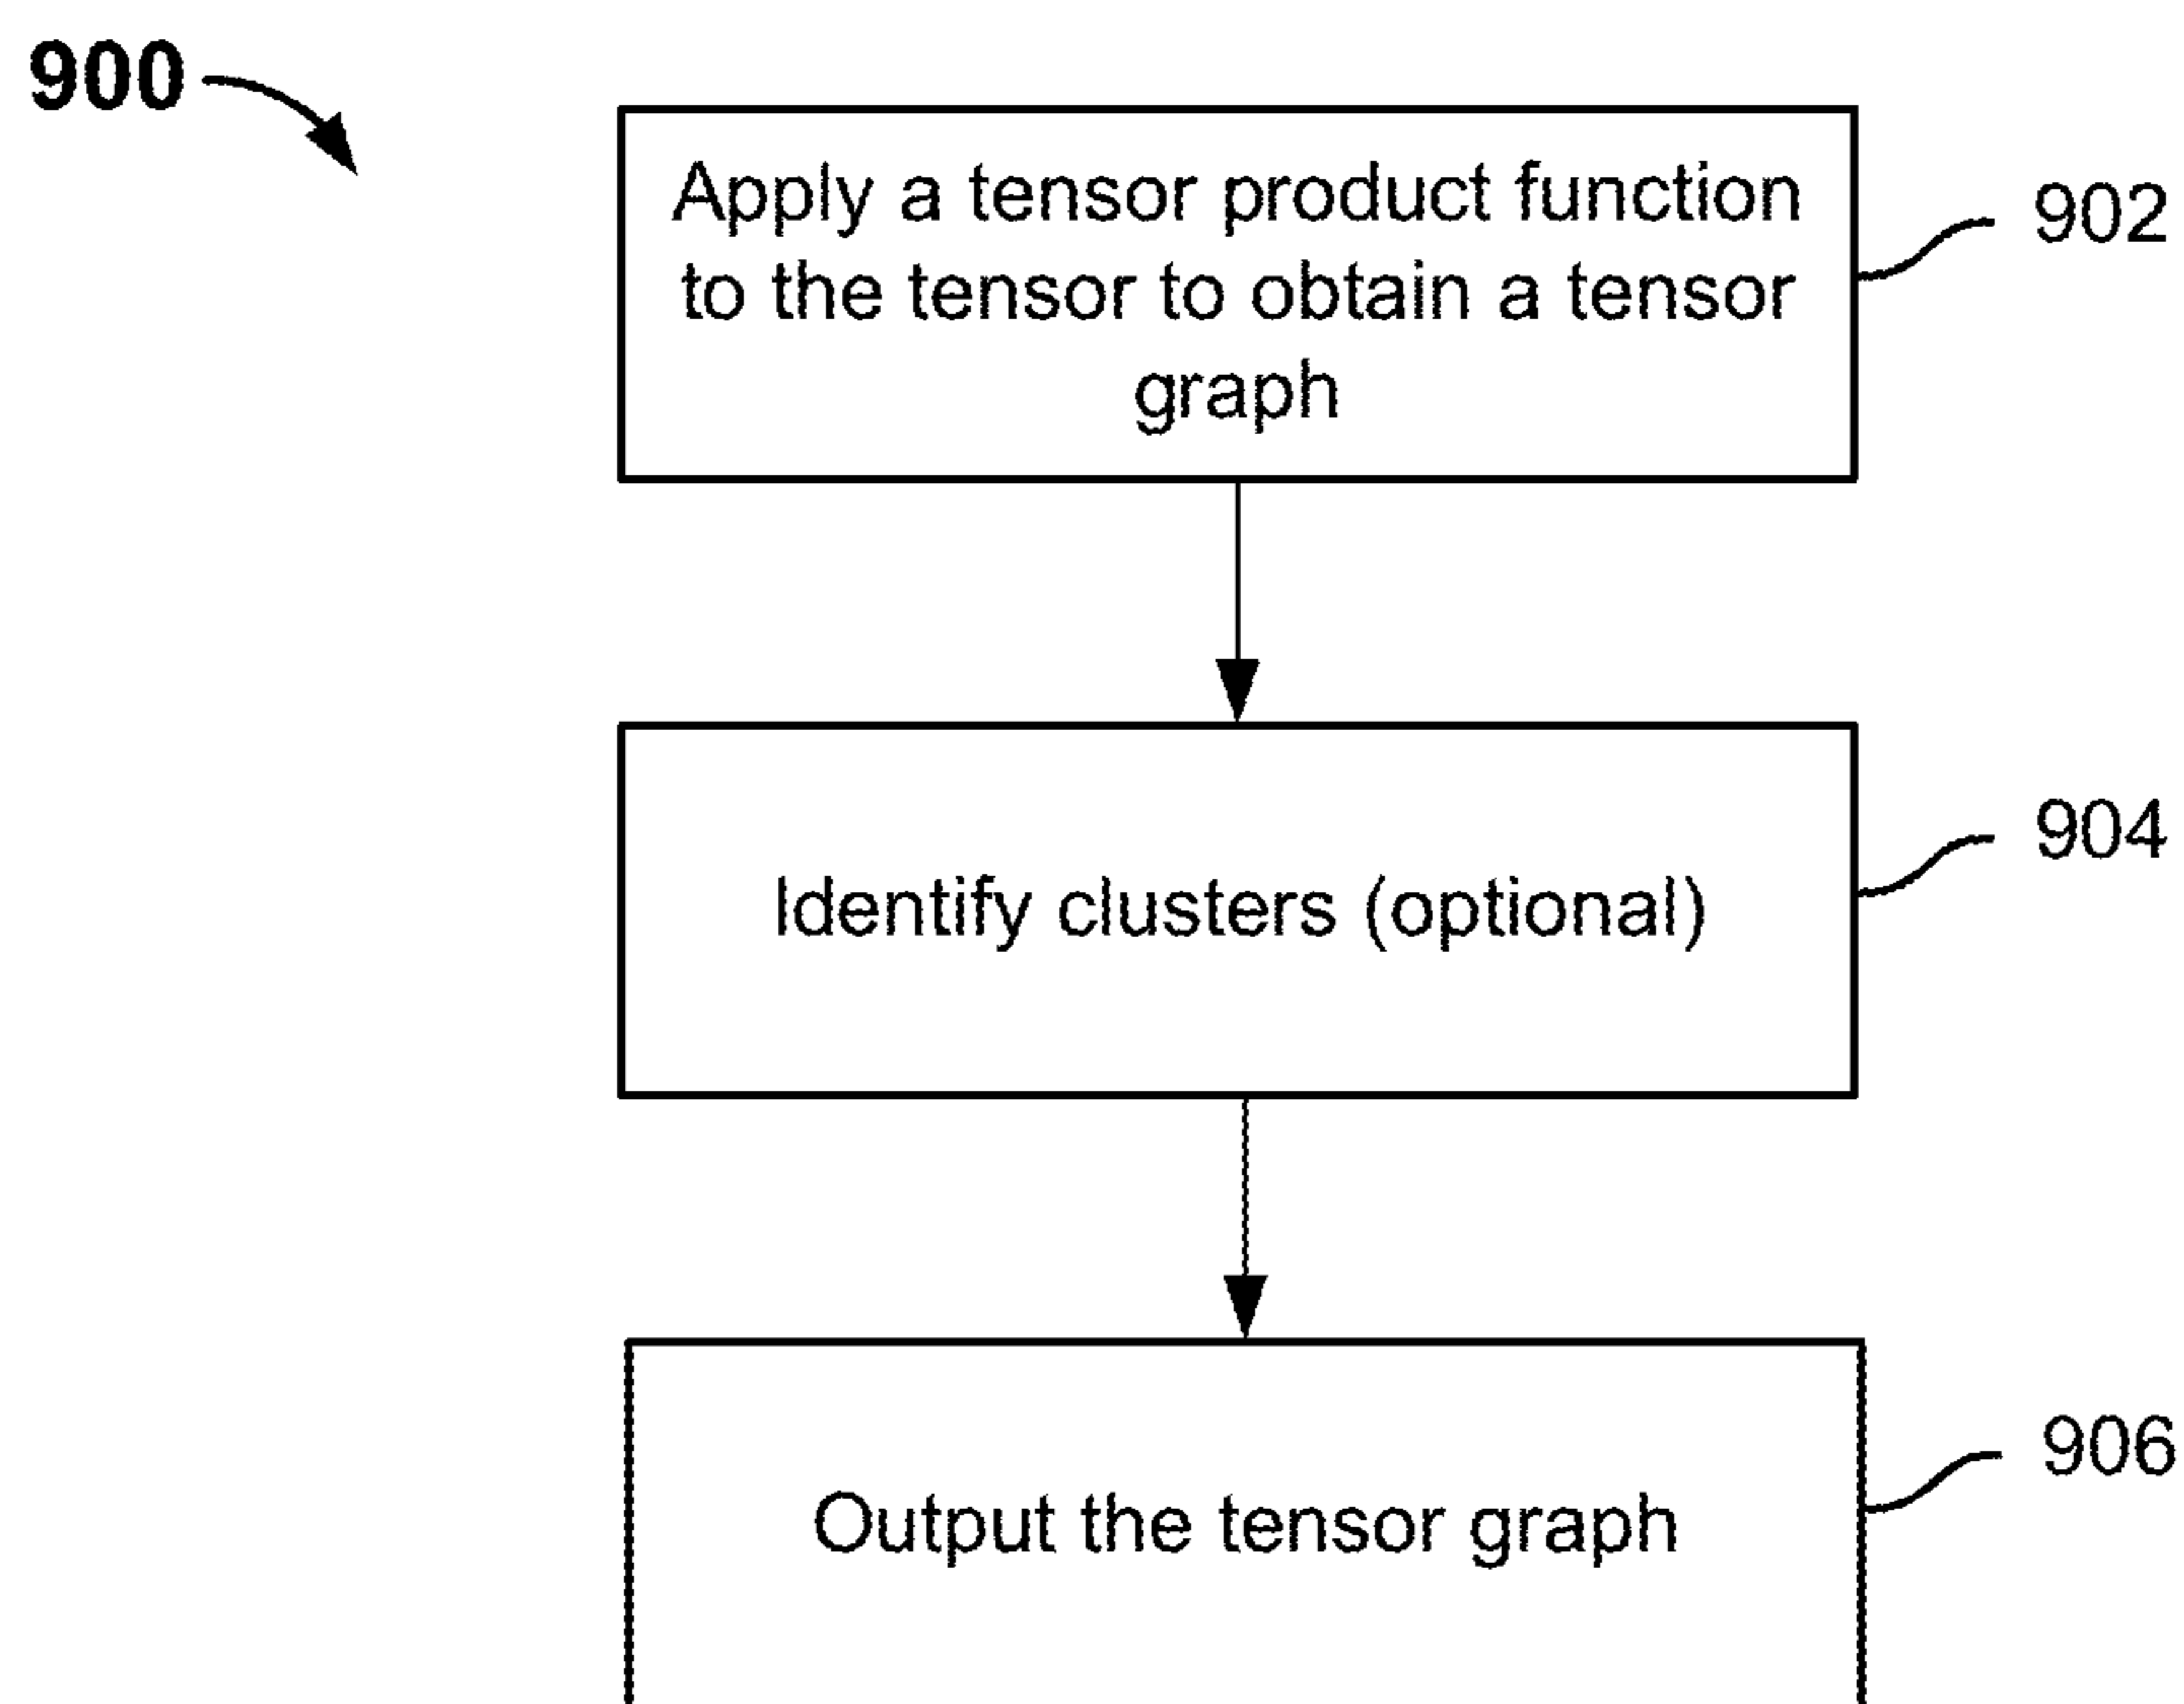 900
Apply a tensor product function
to the tensor to obtain a tensor
graph
902
Identify clusters (optional)
904
Output the tensor graph
906